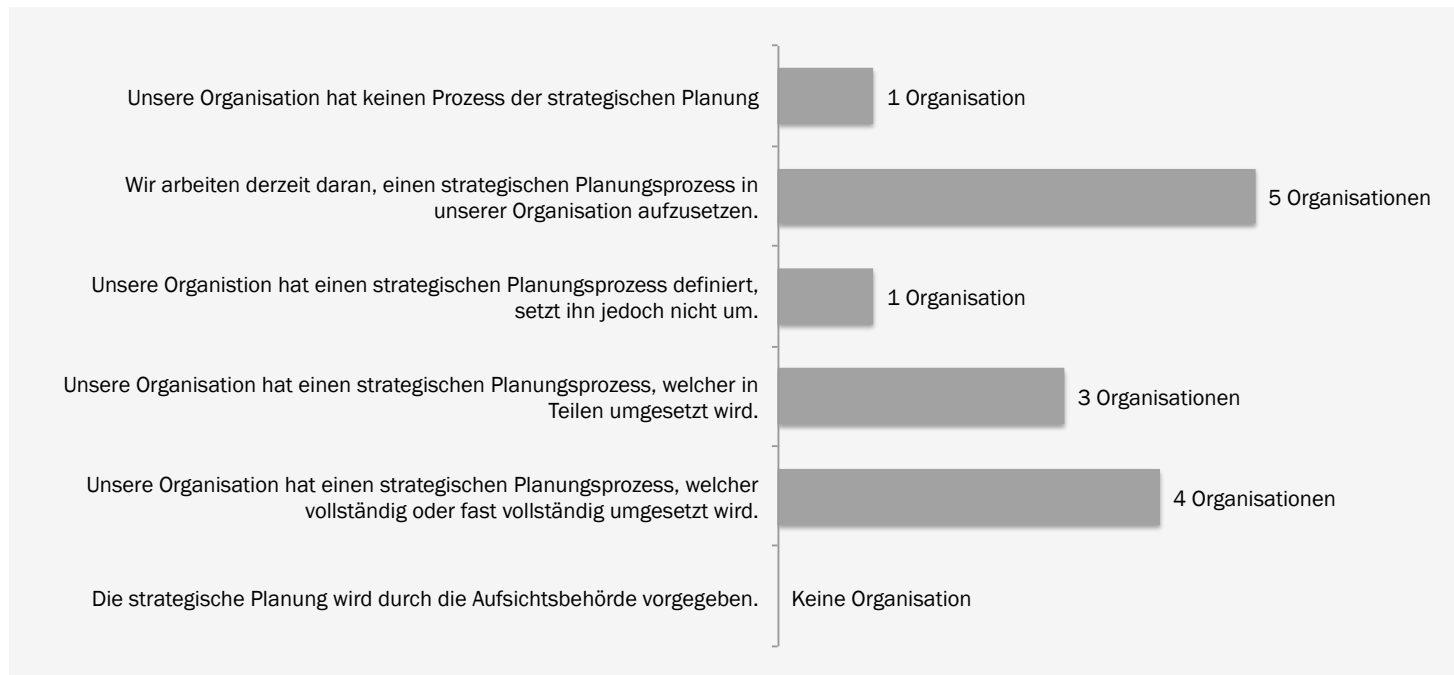 Unsere Organisation hat keinen Prozess der strategischen Planung
1 Organisation
Wir arbeiten derzeit daran, einen strategischen Planungsprozess in
unserer Organisation aufzusetzen.
5 Organisationen
Unsere Organistion hat einen strategischen Planungsprozess definiert,
setzt ihn jedoch nicht um.
1 Organisation
Unsere Organisation hat einen strategischen Planungsprozess, welcher in
Teilen umgesetzt wird.
3 Organisationen
Unsere Organisation hat einen strategischen Planungsprozess, welcher
vollständig oder fast vollständig umgesetzt wird.
4 Organisationen
Die strategische Planung wird durch die Aufsichtsbehörde vorgegeben.
Keine Organisation